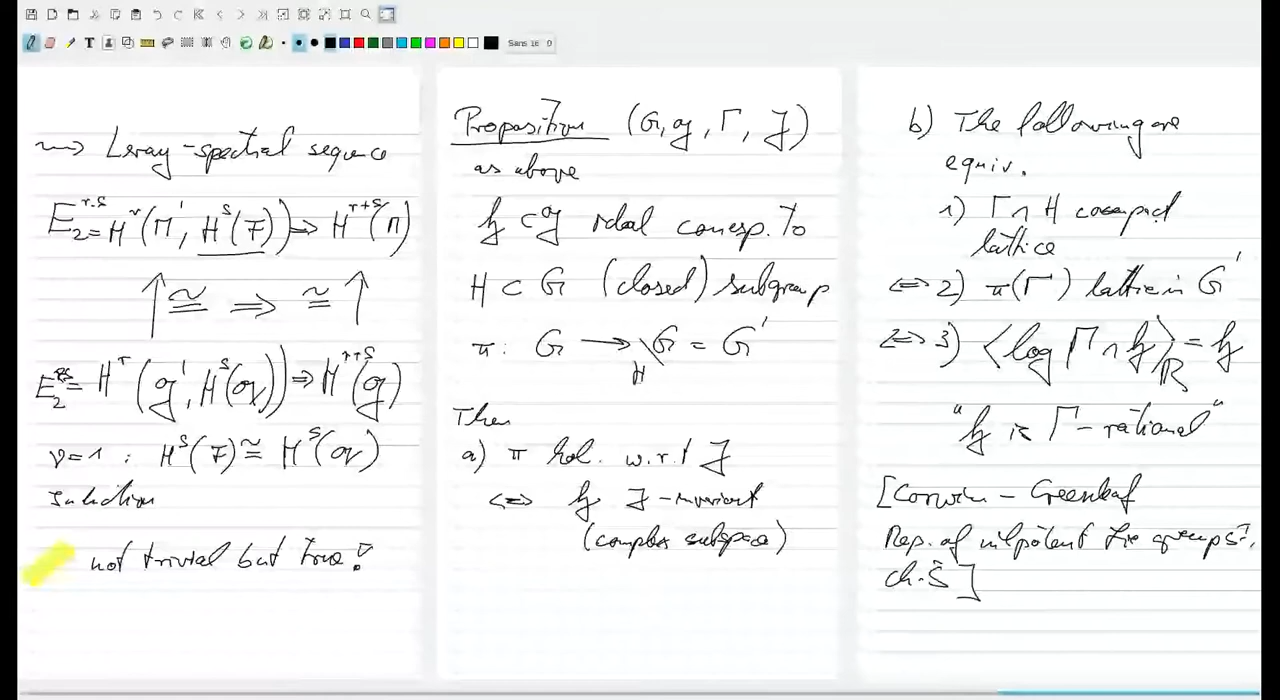 Sans 16
⟿ Leray-spectral sequence
E₂^{r,s} = H^r(M', H^s(F)) ⇒ H^{r+s}(M)
↑ ≅ ⇒ ≅ ↑
E₂^{r,s} = H^r(g', H^s(a)) ⇒ H^{r+s}(g)
ν=1 : H^s(F) ≅ H^s(a)
induction
not trivial but true!
Proposition (G, g, Γ, J)
as above
h ⊂ g ideal corresp. to
H ⊂ G (closed) subgroup
π: G → H\G = G'
Then
a) π hol. w.r.t J
⇔ h J-invariant
(complex subspace)
b) The following are
equiv.
1) Γ ∩ H cocompact
lattice
⇔ 2) π(Γ) lattice in G'
⇔ 3) ⟨log Γ ∩ h⟩_ℝ = h
"h is Γ-rational"
[Corwin - Greenleaf
Rep. of nilpotent Lie groups I,
ch. 5]